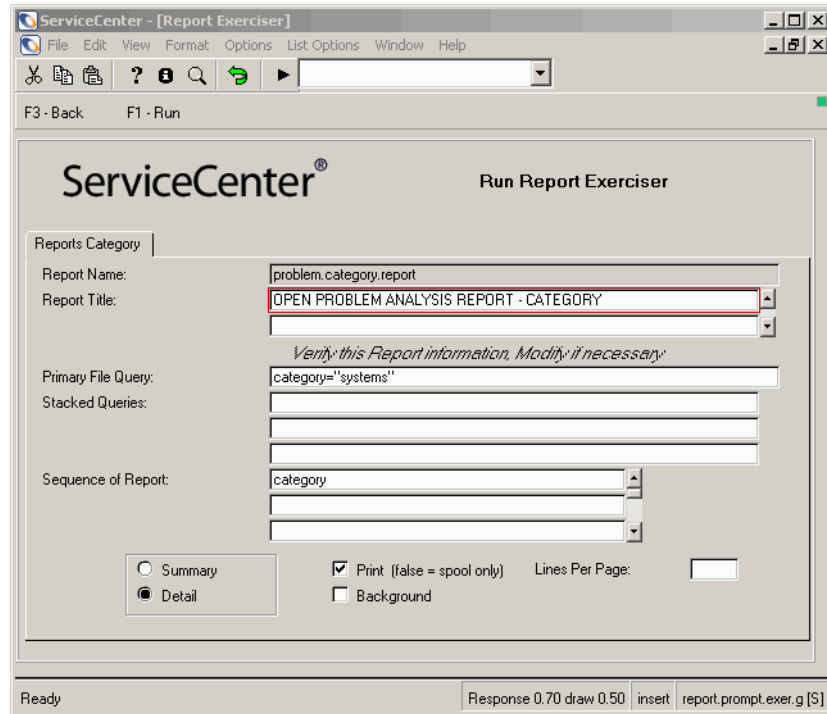 ServiceCenter - [Report Exerciser]
File Edit View Format Options List Options Window Help
F3 - Back F1 - Run
ServiceCenter®
Run Report Exerciser
Reports Category
Report Name: problem.category.report
Report Title: OPEN PROBLEM ANALYSIS REPORT - CATEGORY
Verify this Report information, Modify if necessary
Primary File Query: category="systems"
Stacked Queries:
Sequence of Report: category
Summary Print (false = spool only) Lines Per Page:
Detail Background
Ready Response 0.70 draw 0.50 insert report.prompt.exer.g [S]